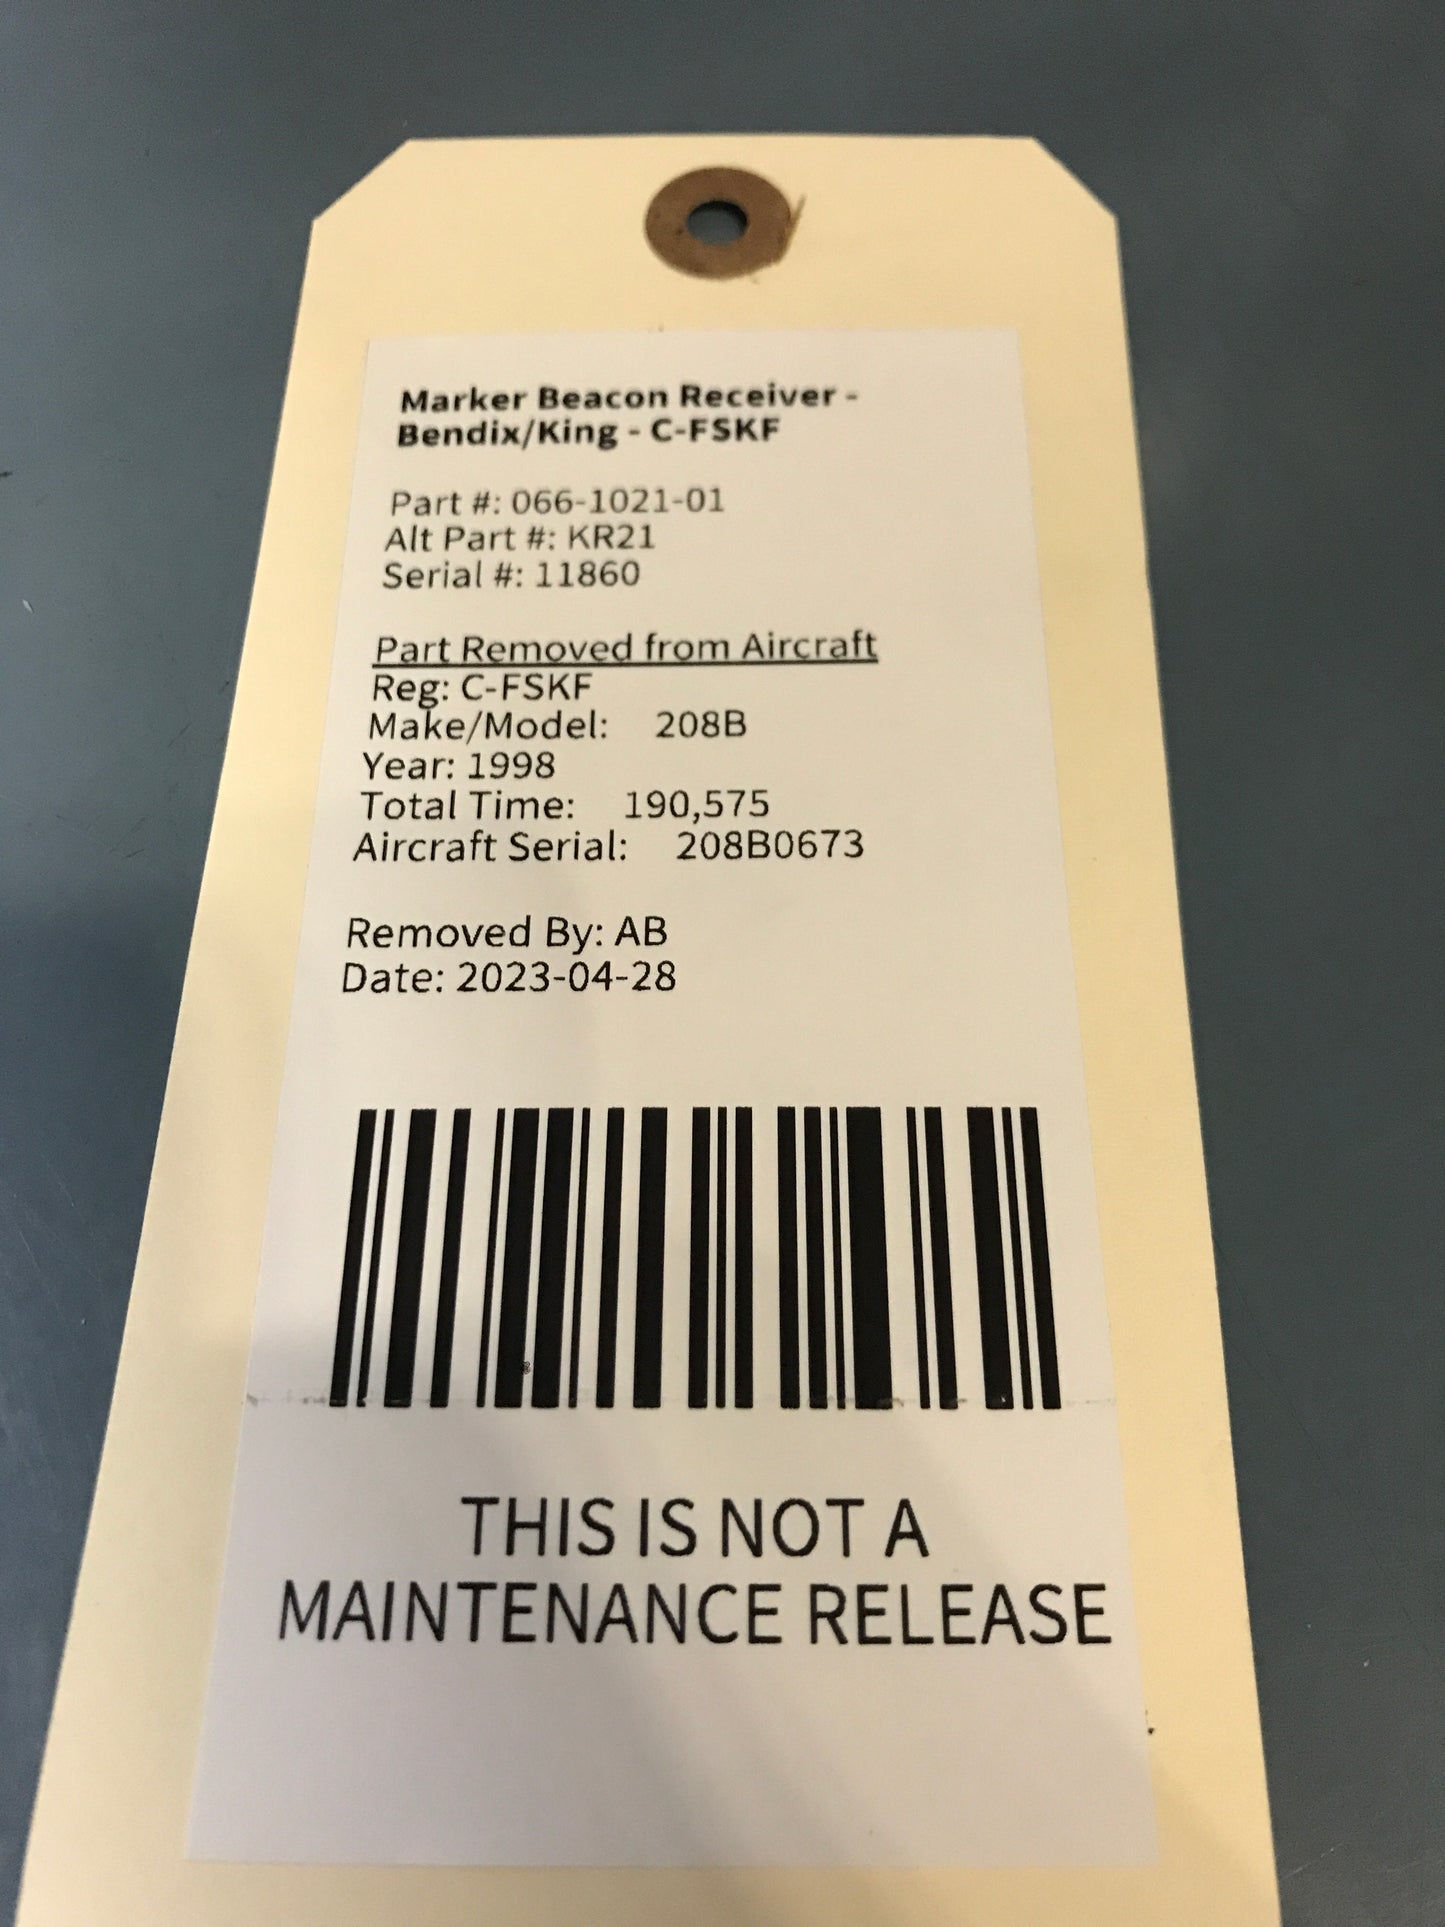 Marker Beacon Receiver -
Bendix/King - C-FSKF
Part #: 066-1021-01
Alt Part #: KR21
Serial #: 11860
Part Removed from Aircraft
Reg: C-FSKF
Make/Model: 208B
Year: 1998
Total Time: 190,575
Aircraft Serial: 208B0673
Removed By: AB
Date: 2023-04-28
THIS IS NOT A
MAINTENANCE RELEASE